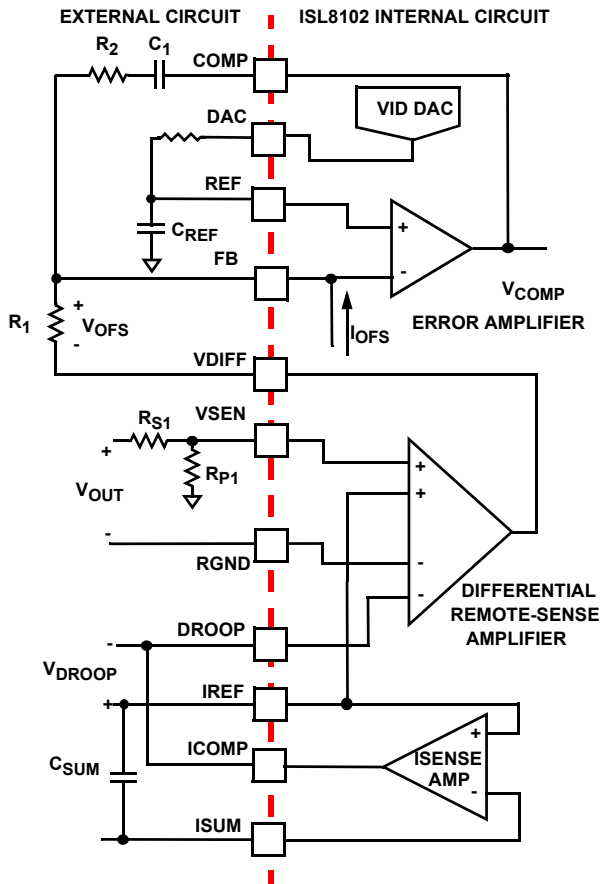 EXTERNAL CIRCUIT
ISL8102 INTERNAL CIRCUIT
R2
C1
COMP
VID DAC
DAC
REF
CREF
+
-
FB
VCOMP
ERROR AMPLIFIER
IOFS
R1
+
VOFS
-
VDIFF
RS1
VSEN
+
RP1
VOUT
+
+
-
RGND
-
-
DIFFERENTIAL
REMOTE-SENSE
AMPLIFIER
DROOP
-
VDROOP
IREF
+
CSUM
ICOMP
+
ISENSE
AMP
-
ISUM